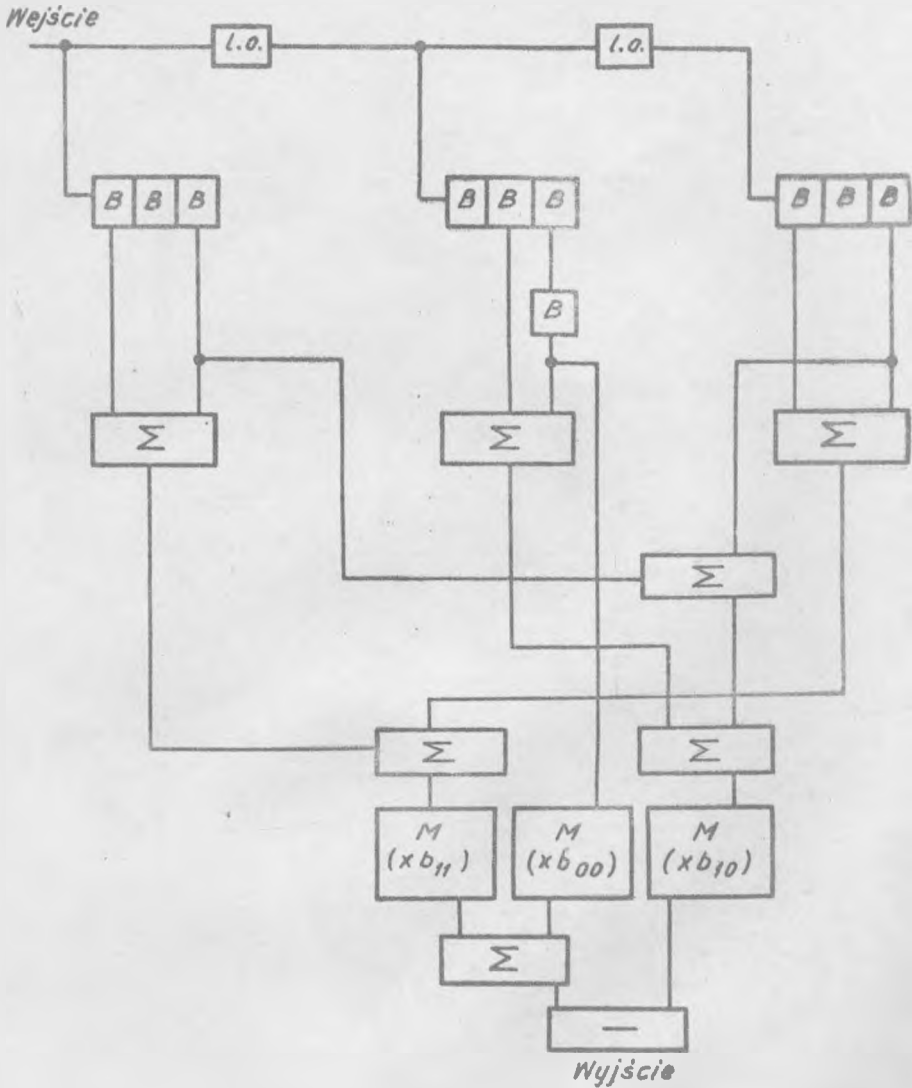 Wejście
l.o. l.o.
B B B B B B B B B
B
Σ Σ Σ
Σ
Σ Σ
M M M
(xb₁₁) (xb₀₀) (xb₁₀)
Σ
—
Wyjście